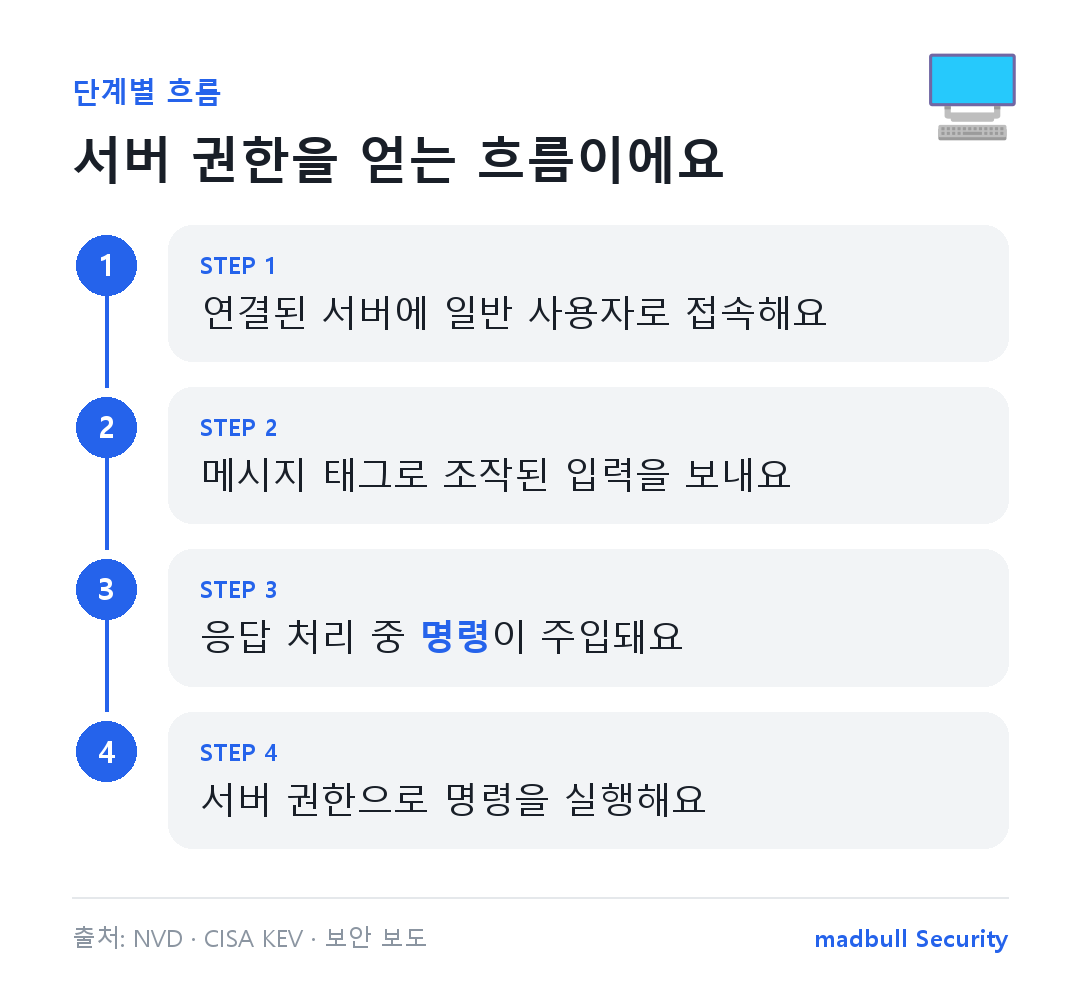 단계별 흐름
서버 권한을 얻는 흐름이에요
1
STEP 1
연결된 서버에 일반 사용자로 접속해요
2
STEP 2
메시지 태그로 조작된 입력을 보내요
3
STEP 3
응답 처리 중 명령이 주입돼요
4
STEP 4
서버 권한으로 명령을 실행해요
출처: NVD · CISA KEV · 보안 보도
madbull Security